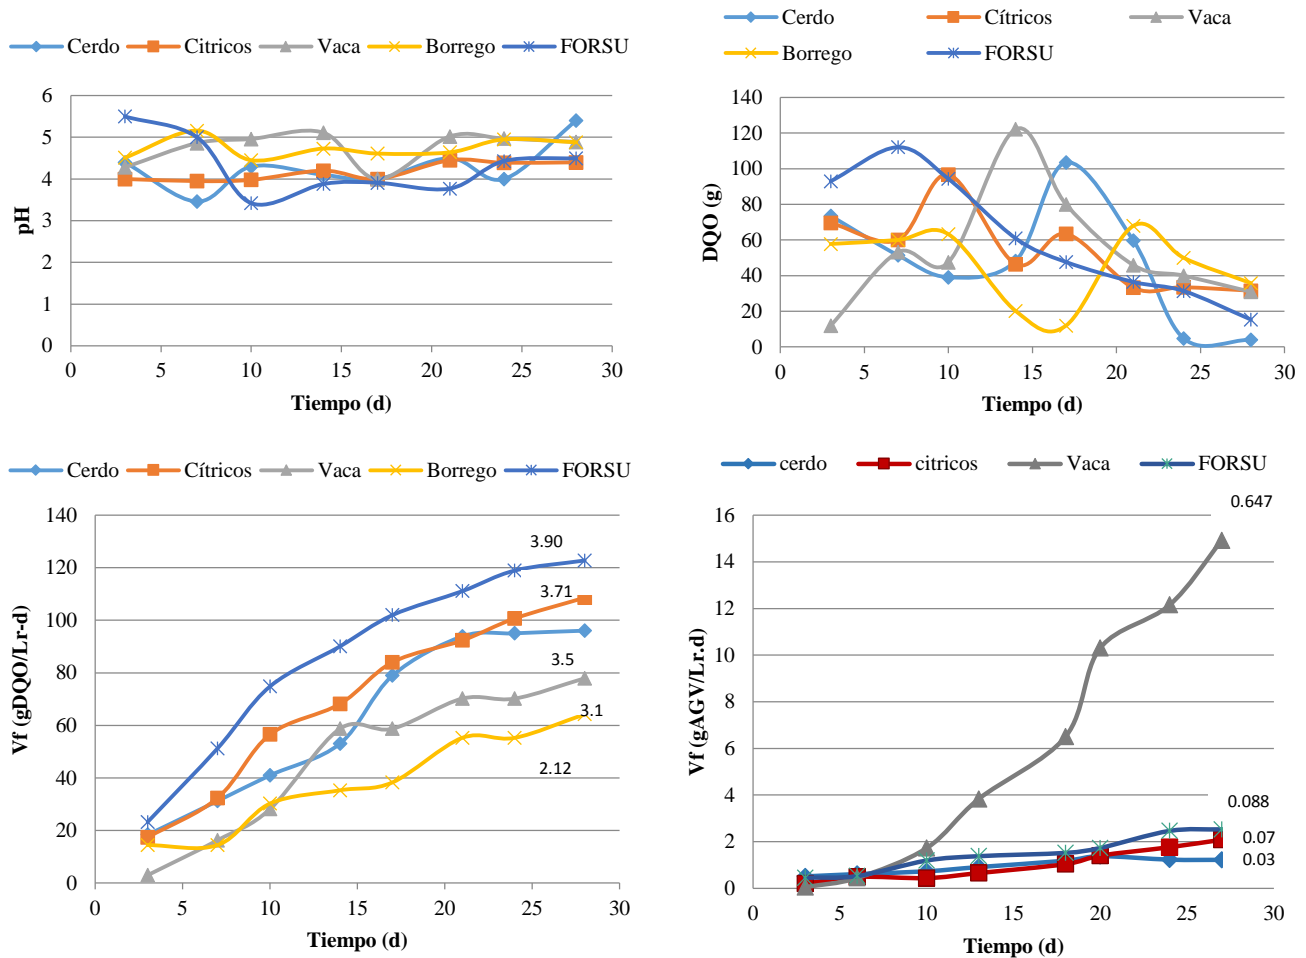 Cerdo Citricos Vaca Borrego FORSU
pH
6
5
4
3
2
1
0
0 5 10 15 20 25 30
Tiempo (d)
Cerdo Cítricos Vaca
Borrego FORSU
DQO (g)
140
120
100
80
60
40
20
0
0 5 10 15 20 25 30
Tiempo (d)
Cerdo Cítricos Vaca Borrego FORSU
Vf (gDQO/Lr-d)
140
120
100
80
60
40
20
0
3.90
3.71
3.5
3.1
2.12
0 5 10 15 20 25 30
Tiempo (d)
cerdo citricos Vaca FORSU
Vf (gAGV/Lr.d)
16
14
12
10
8
6
4
2
0
0.647
0.088
0.07
0.03
0 5 10 15 20 25 30
Tiempo (d)